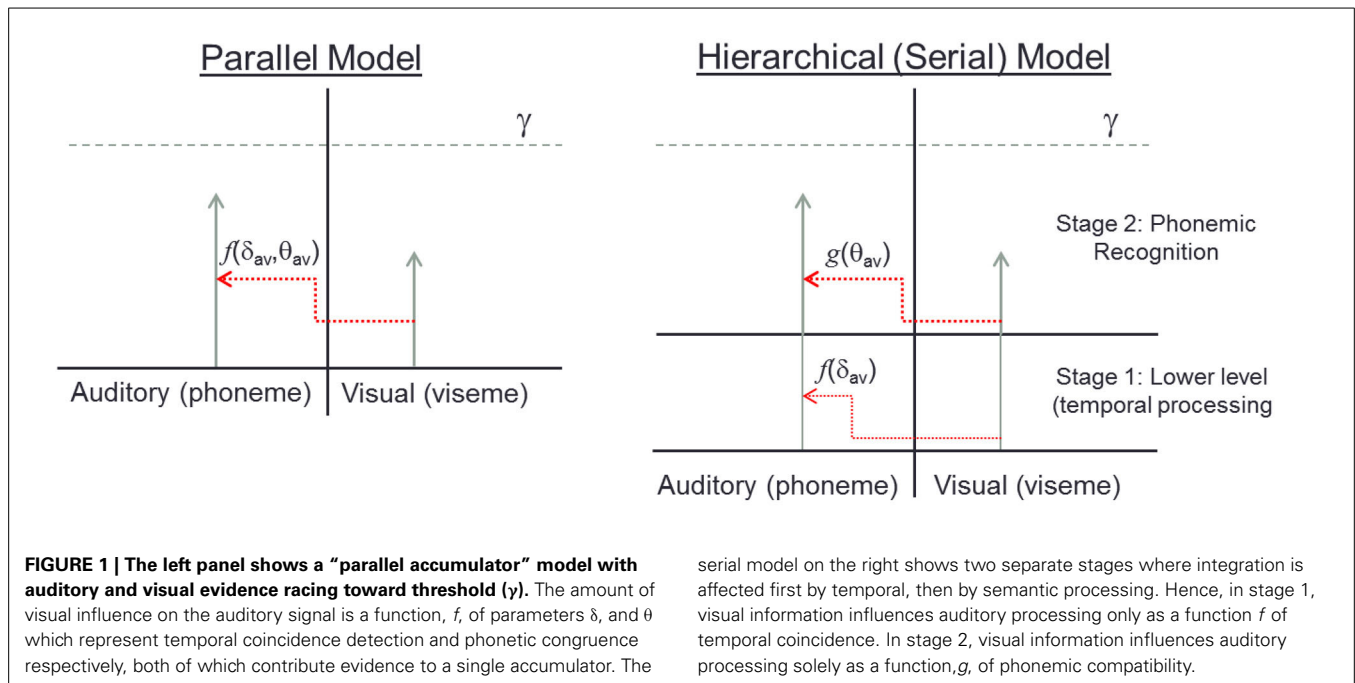 Parallel Model
γ
f(δav,θav)
Auditory (phoneme)
Visual (viseme)
Hierarchical (Serial) Model
γ
g(θav)
Stage 2: Phonemic
Recognition
f(δav)
Stage 1: Lower level
(temporal processing
Auditory (phoneme)
Visual (viseme)
FIGURE 1 | The left panel shows a “parallel accumulator” model with
auditory and visual evidence racing toward threshold (γ). The amount of
visual influence on the auditory signal is a function, f, of parameters δ, and θ
which represent temporal coincidence detection and phonetic congruence
respectively, both of which contribute evidence to a single accumulator. The
serial model on the right shows two separate stages where integration is
affected first by temporal, then by semantic processing. Hence, in stage 1,
visual information influences auditory processing only as a function f of
temporal coincidence. In stage 2, visual information influences auditory
processing solely as a function,g, of phonemic compatibility.